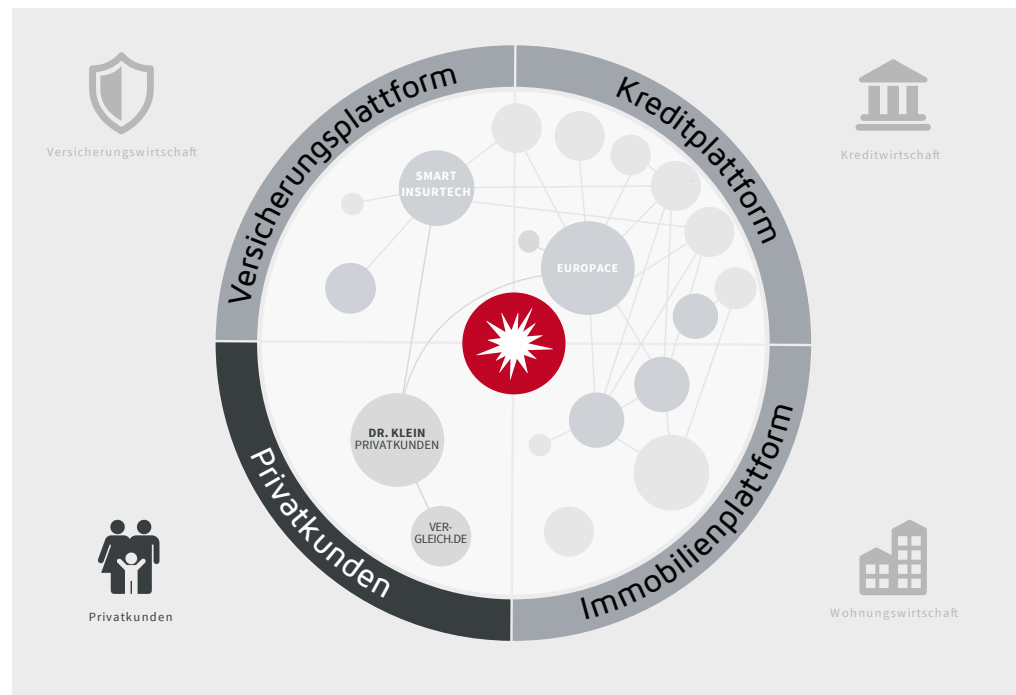 Versicherungswirtschaft
Versicherungsplattform
Kreditplattform
Kreditwirtschaft
SMART
INSURTECH
EUROPACE
DR. KLEIN
PRIVATKUNDEN
VER-
GLEICH.DE
Privatkunden
Immobilienplattform
Privatkunden
Wohnungswirtschaft